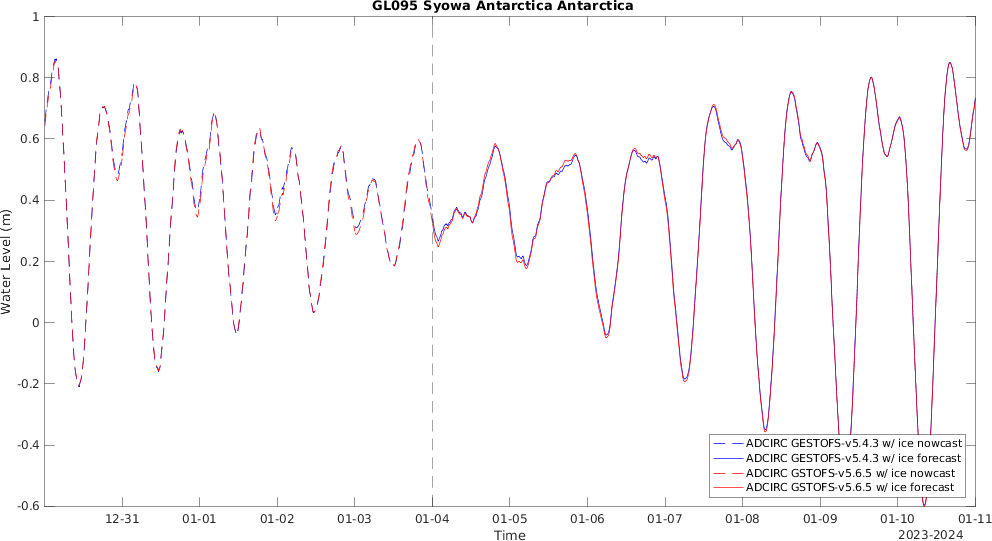 GL095 Syowa Antarctica Antarctica
1
0.8
0.6
0.4
0.2
0
-0.2
-0.4
-0.6
Water Level (m)
ADCIRC GESTOFS-v5.4.3 w/ ice nowcast
ADCIRC GESTOFS-v5.4.3 w/ ice forecast
ADCIRC GSTOFS-v5.6.5 w/ ice nowcast
ADCIRC GSTOFS-v5.6.5 w/ ice forecast
12-31 01-01 01-02 01-03 01-04 01-05 01-06 01-07 01-08 01-09 01-10 01-11
Time
2023-2024